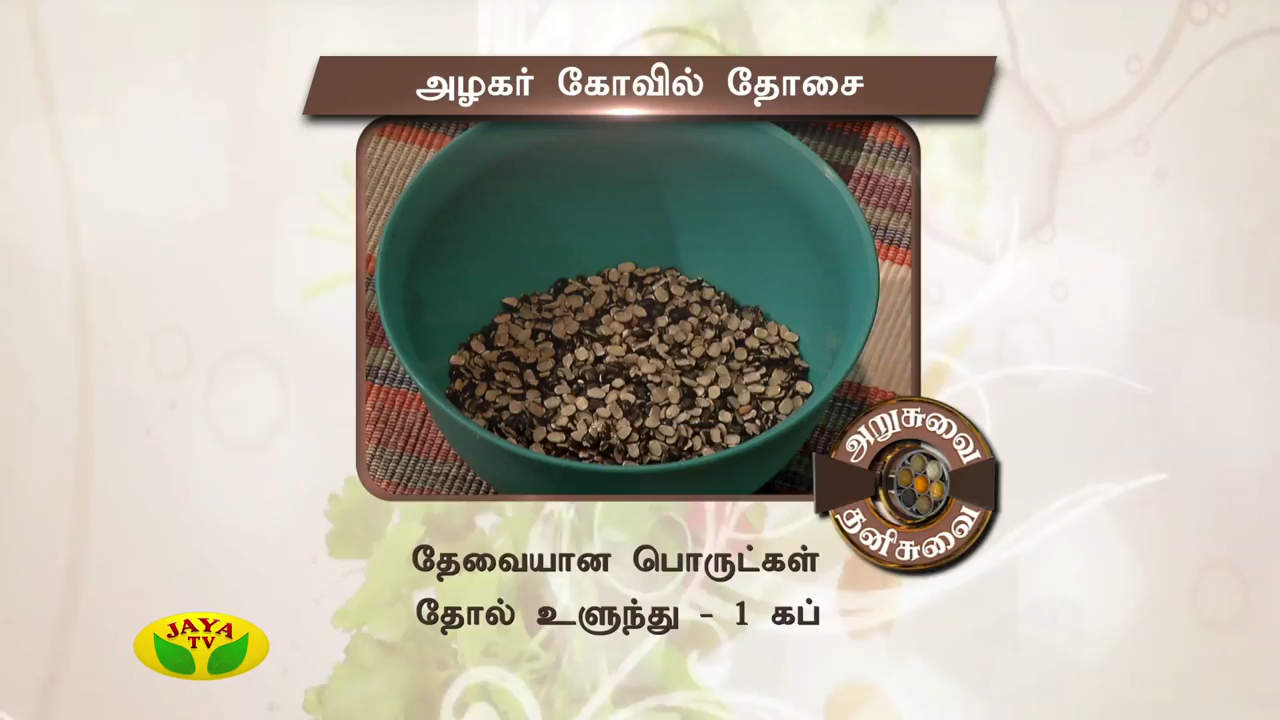 அழகர் கோவில் தோசை
அறுசுவை
தனிசுவை
தேவையான பொருட்கள்
தோல் உளுந்து - 1 கப்
JAYA
TV